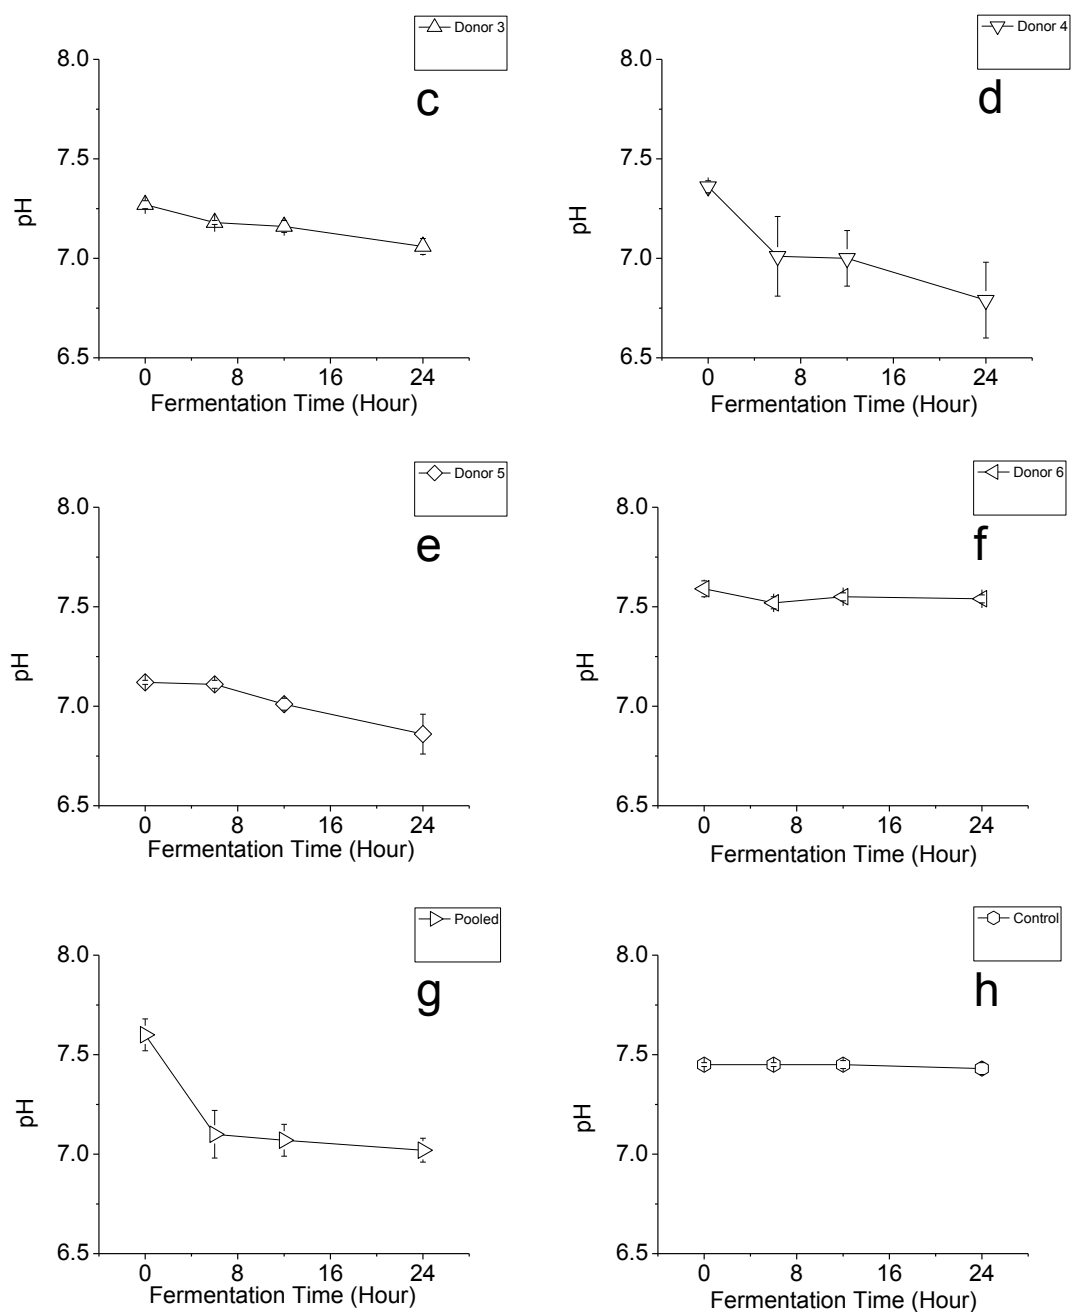 Donor 3
c
8.0
7.5
7.0
6.5
pH
0 8 16 24
Fermentation Time (Hour)
Donor 4
d
8.0
7.5
7.0
6.5
pH
0 8 16 24
Fermentation Time (Hour)
Donor 5
e
8.0
7.5
7.0
6.5
pH
0 8 16 24
Fermentation Time (Hour)
Donor 6
f
8.0
7.5
7.0
6.5
pH
0 8 16 24
Fermentation Time (Hour)
Pooled
g
8.0
7.5
7.0
6.5
pH
0 8 16 24
Fermentation Time (Hour)
Control
h
8.0
7.5
7.0
6.5
pH
0 8 16 24
Fermentation Time (Hour)